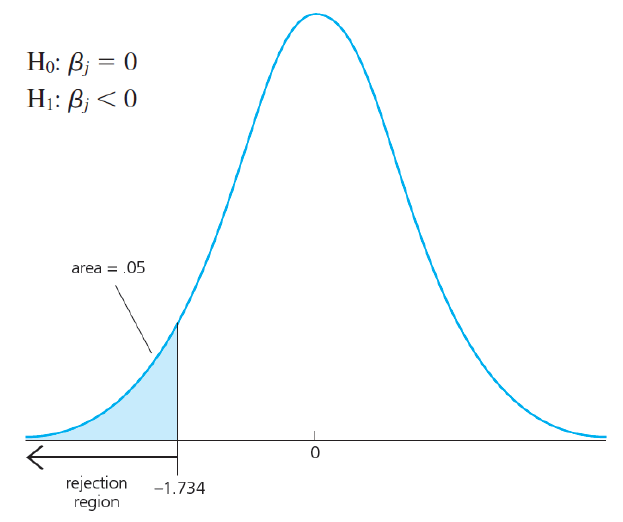 H₀: βⱼ = 0
H₁: βⱼ < 0
area = .05
0
rejection
region
−1.734